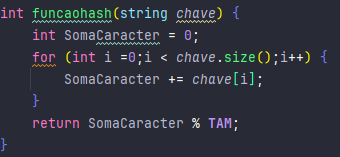 int funcaohash(string chave) {
    int SomaCaracter = 0;
    for (int i =0;i < chave.size();i++) {
        SomaCaracter += chave[i];
    }
    return SomaCaracter % TAM;
}